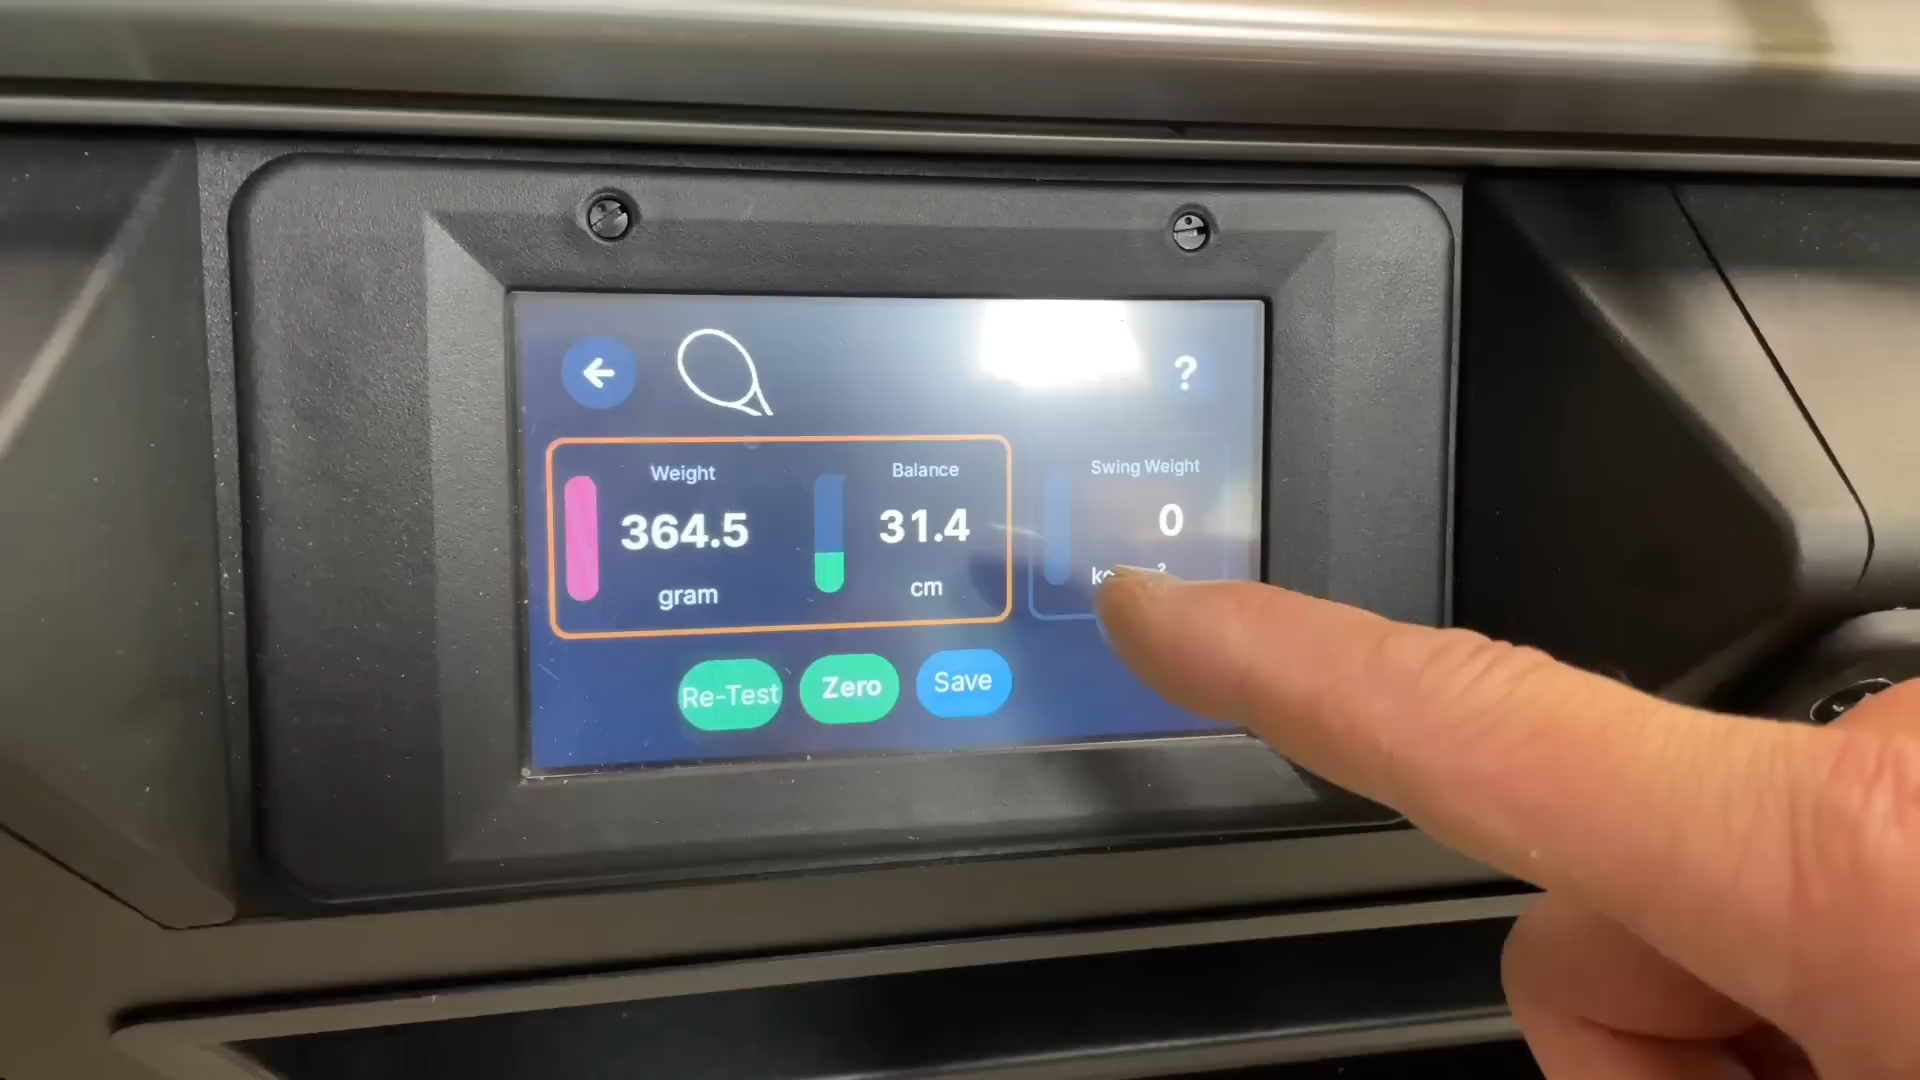 ?
Weight
Balance
Swing Weight
364.5
31.4
0
gram
cm
Re-Test
Zero
Save